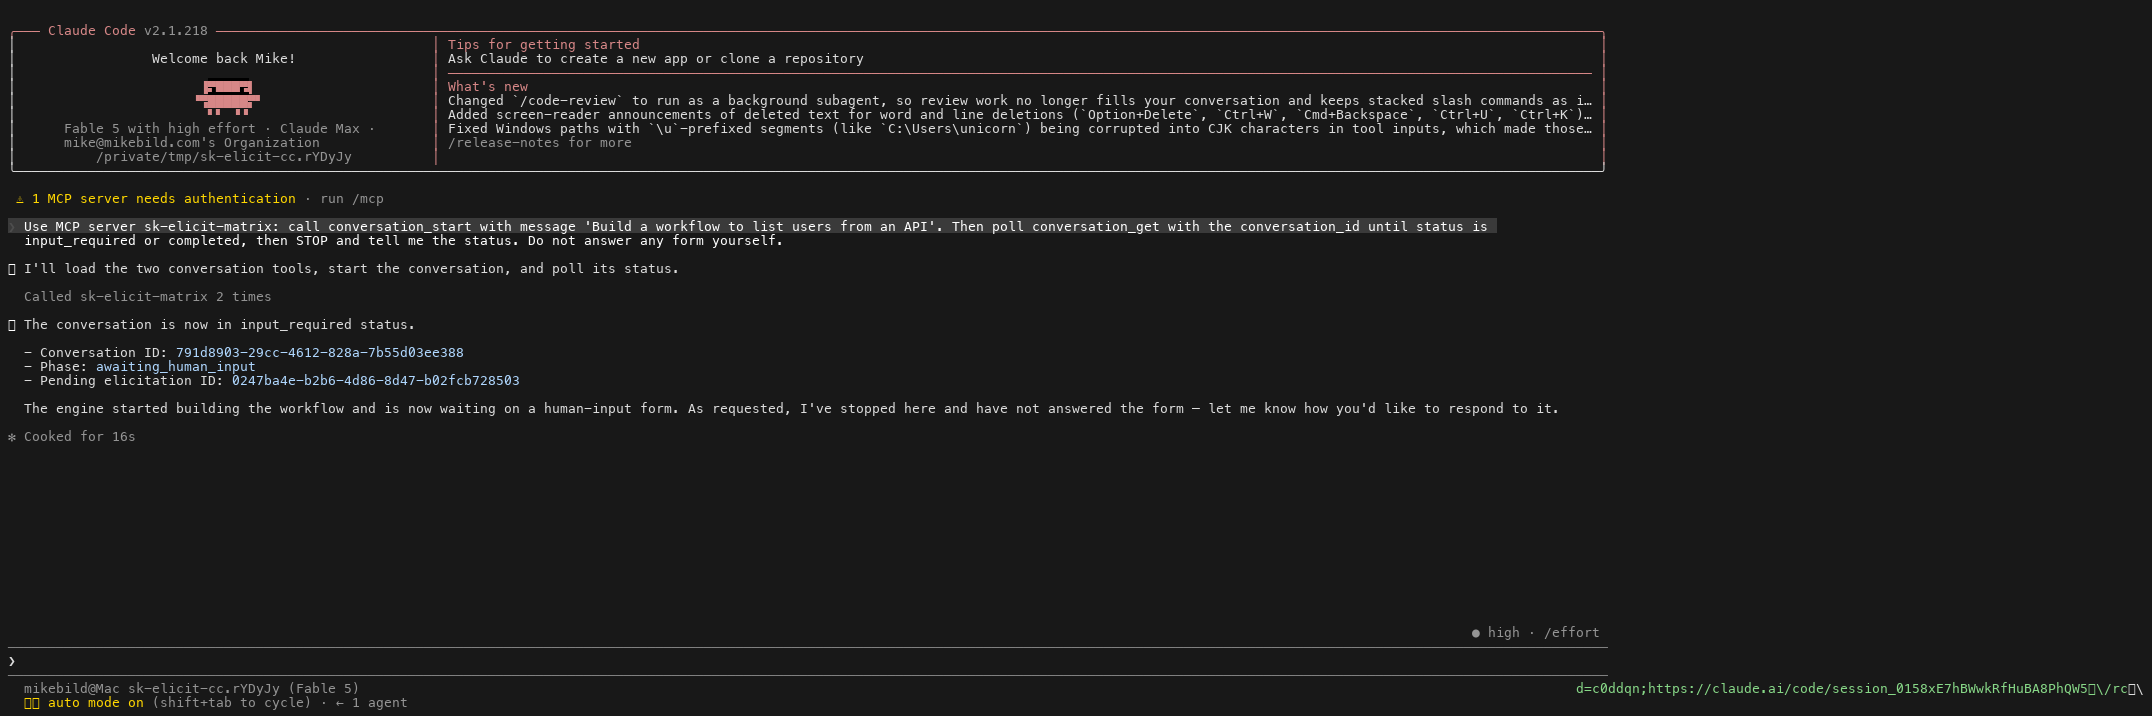 Claude Code v2.1.218
Welcome back Mike!
Fable 5 with high effort · Claude Max ·
mike@mikebild.com's Organization
/private/tmp/sk-elicit-cc.rYDyJy
Tips for getting started
Ask Claude to create a new app or clone a repository
What's new
Changed `/code-review` to run as a background subagent, so review work no longer fills your conversation and keeps stacked slash commands as i…
Added screen-reader announcements of deleted text for word and line deletions (`Option+Delete`, `Ctrl+W`, `Cmd+Backspace`, `Ctrl+U`, `Ctrl+K`)…
Fixed Windows paths with `\u`-prefixed segments (like `C:\Users\unicorn`) being corrupted into CJK characters in tool inputs, which made those…
/release-notes for more
⚠ 1 MCP server needs authentication · run /mcp
❯ Use MCP server sk-elicit-matrix: call conversation_start with message 'Build a workflow to list users from an API'. Then poll conversation_get with the conversation_id until status is
input_required or completed, then STOP and tell me the status. Do not answer any form yourself.
I'll load the two conversation tools, start the conversation, and poll its status.
Called sk-elicit-matrix 2 times
The conversation is now in input_required status.
- Conversation ID: 791d8903-29cc-4612-828a-7b55d03ee388
- Phase: awaiting_human_input
- Pending elicitation ID: 0247ba4e-b2b6-4d86-8d47-b02fcb728503
The engine started building the workflow and is now waiting on a human-input form. As requested, I've stopped here and have not answered the form — let me know how you'd like to respond to it.
✻ Cooked for 16s
● high · /effort
❯
mikebild@Mac sk-elicit-cc.rYDyJy (Fable 5)
d=c0ddqn;https://claude.ai/code/session_0158xE7hBWwkRfHuBA8PhQW5\/rc\
auto mode on (shift+tab to cycle) · ← 1 agent